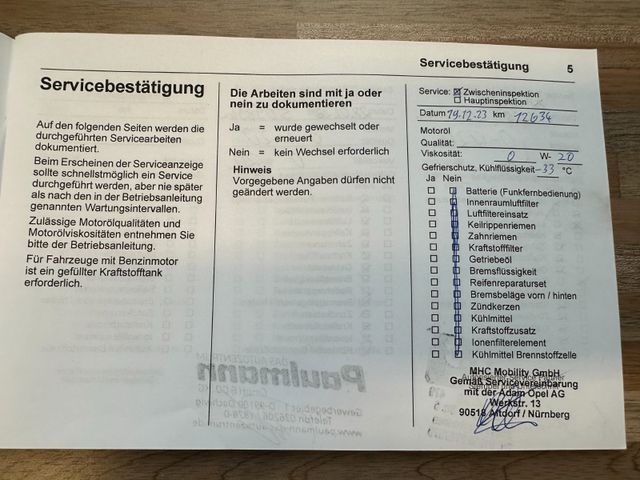 Servicebestätigung 5
Servicebestätigung
Auf den folgenden Seiten werden die
durchgeführten Servicearbeiten
dokumentiert.
Beim Erscheinen der Serviceanzeige
sollte schnellstmöglich ein Service
durchgeführt werden, aber nie später
als nach den in der Betriebsanleitung
genannten Wartungsintervallen.
Zulässige Motorölqualitäten und
Motorölviskositäten entnehmen Sie
bitte der Betriebsanleitung.
Für Fahrzeuge mit Benzinmotor
ist ein gefüllter Kraftstofftank
erforderlich.
Die Arbeiten sind mit ja oder
nein zu dokumentieren
Ja = wurde gewechselt oder
erneuert
Nein = kein Wechsel erforderlich
Hinweis
Vorgegebene Angaben dürfen nicht
geändert werden.
Service: Zwischeninspektion
Hauptinspektion
Datum 19.12.23 km 12634
Motoröl
Qualität:
Viskosität: 0 W- 20
Gefrierschutz, Kühlflüssigkeit -33 °C
Ja Nein
Batterie (Funkfernbedienung)
Innenraumluftfilter
Luftfiltereinsatz
Keilrippenriemen
Zahnriemen
Kraftstofffilter
Getriebeöl
Bremsflüssigkeit
Reifenreparaturset
Bremsbeläge vorn / hinten
Zündkerzen
Kühlmittel
Kraftstoffzusatz
Ionenfilterelement
Kühlmittel Brennstoffzelle
MHC Mobility GmbH
Gemäß Servicevereinbarung
mit der Adam Opel AG
Werkstr. 13
90518 Altdorf / Nürnberg
DAS AUTOZENTRUM
Paulmann